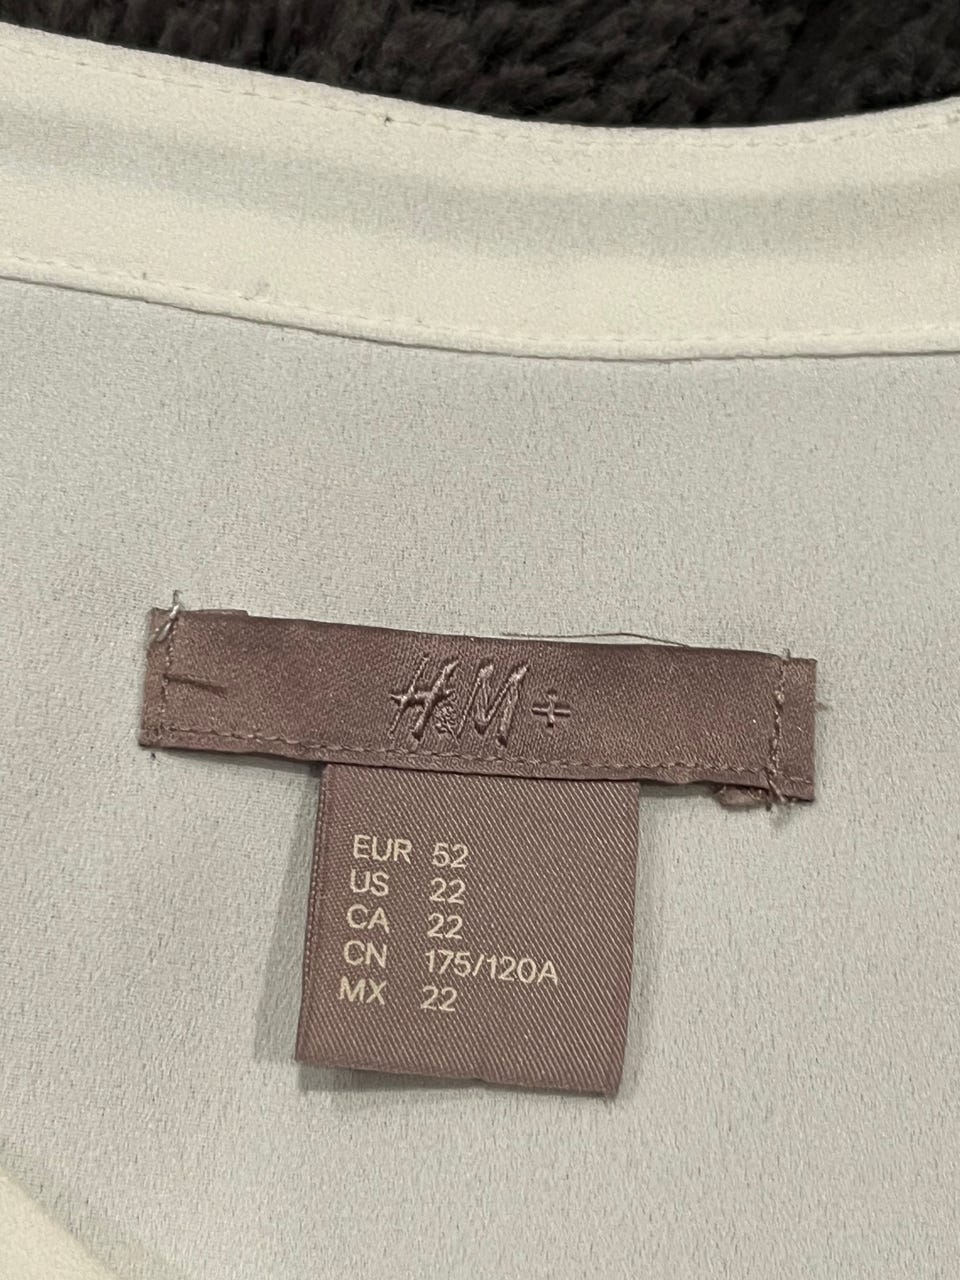 H&M+
EUR 52
US 22
CA 22
CN 175/120A
MX 22